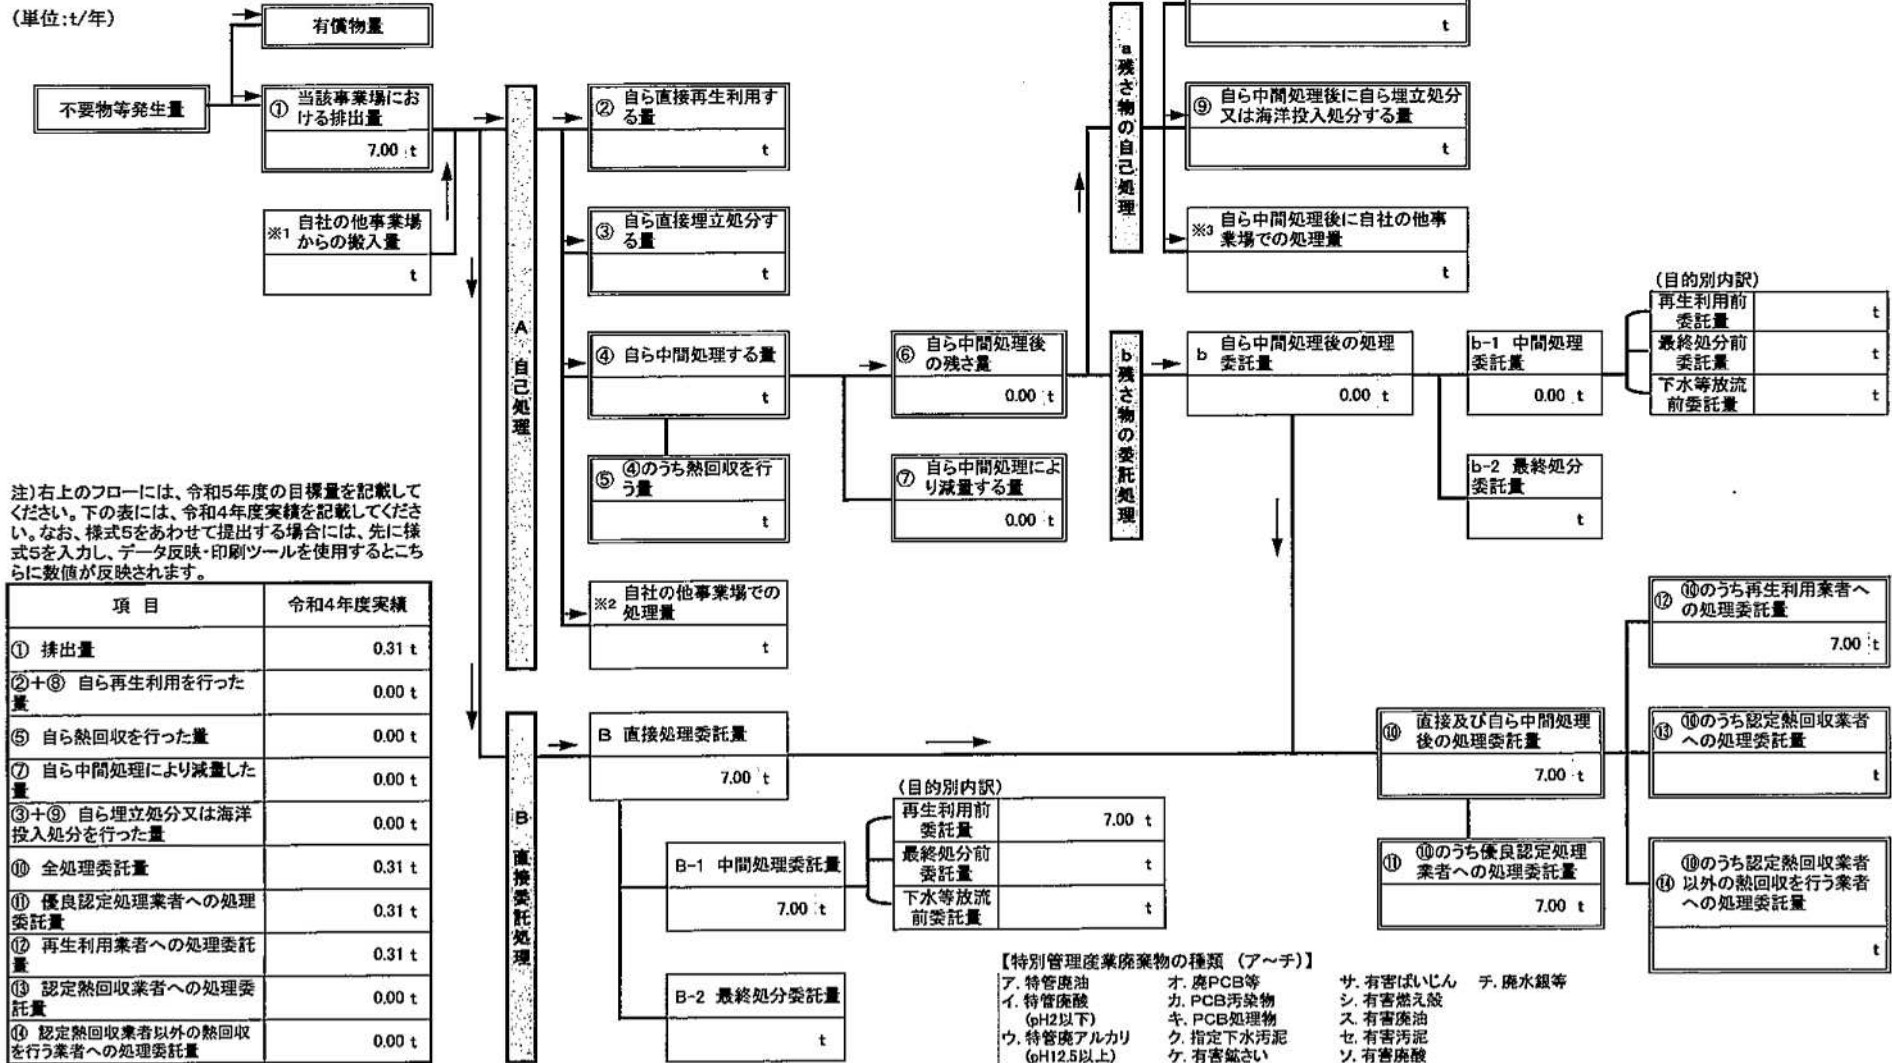 (単位:t/年)
有償物量
不要物等発生量
① 当該事業場にお
ける排出量
7.00 t
※1 自社の他事業場
からの搬入量
t
A 自己処理
② 自ら直接再生利用す
る量
t
③ 自ら直接埋立処分す
る量
t
④ 自ら中間処理する量
t
⑤ ④のうち熱回収を行
う量
t
※2 自社の他事業場での
処理量
t
⑥ 自ら中間処理後
の残さ量
0.00 t
⑦ 自ら中間処理によ
り減量する量
0.00 t
a 残さ物の自己処理
t
⑨ 自ら中間処理後に自ら埋立処分
又は海洋投入処分する量
t
※3 自ら中間処理後に自社の他事
業場での処理量
t
b 残さ物の委託処理
b 自ら中間処理後の処理
委託量
0.00 t
b-1 中間処理
委託量
0.00 t
(目的別内訳)
再生利用前
委託量
t
最終処分前
委託量
t
下水等放流
前委託量
t
b-2 最終処分
委託量
t
注)右上のフローには、令和5年度の目標量を記載して
ください。下の表には、令和4年度実績を記載してくださ
い。なお、様式5をあわせて提出する場合には、先に様
式5を入力し、データ反映・印刷ツールを使用するとこち
らに数値が反映されます。
項 目 令和4年度実績
① 排出量 0.31 t
②+⑧ 自ら再生利用を行った
量 0.00 t
⑤ 自ら熱回収を行った量 0.00 t
⑦ 自ら中間処理により減量した
量 0.00 t
③+⑨ 自ら埋立処分又は海洋
投入処分を行った量 0.00 t
⑩ 全処理委託量 0.31 t
⑪ 優良認定処理業者への処理
委託量 0.31 t
⑫ 再生利用業者への処理委託
量 0.31 t
⑬ 認定熱回収業者への処理委
託量 0.00 t
⑭ 認定熱回収業者以外の熱回収
を行う業者への処理委託量 0.00 t
B 直接委託処理
B 直接処理委託量
7.00 t
B-1 中間処理委託量
7.00 t
(目的別内訳)
再生利用前
委託量
7.00 t
最終処分前
委託量
t
下水等放流
前委託量
t
B-2 最終処分委託量
t
⑩ 直接及び自ら中間処理
後の処理委託量
7.00 t
⑪ ⑩のうち優良認定処理
業者への処理委託量
7.00 t
⑫ ⑩のうち再生利用業者へ
の処理委託量
7.00 t
⑬ ⑩のうち認定熱回収業者
への処理委託量
t
⑭ ⑩のうち認定熱回収業者
以外の熱回収を行う業者
への処理委託量
t
【特別管理産業廃棄物の種類 (ア~チ)】
ア. 特管廃油 オ. 廃PCB等 サ. 有害ばいじん チ. 廃水銀等
イ. 特管廃酸 カ. PCB汚染物 シ. 有害燃え殻
(pH2以下) キ. PCB処理物 ス. 有害廃油
ウ. 特管廃アルカリ ク. 指定下水汚泥 セ. 有害汚泥
(pH12.5以上) ケ. 有害鉱さい ソ. 有害廃酸